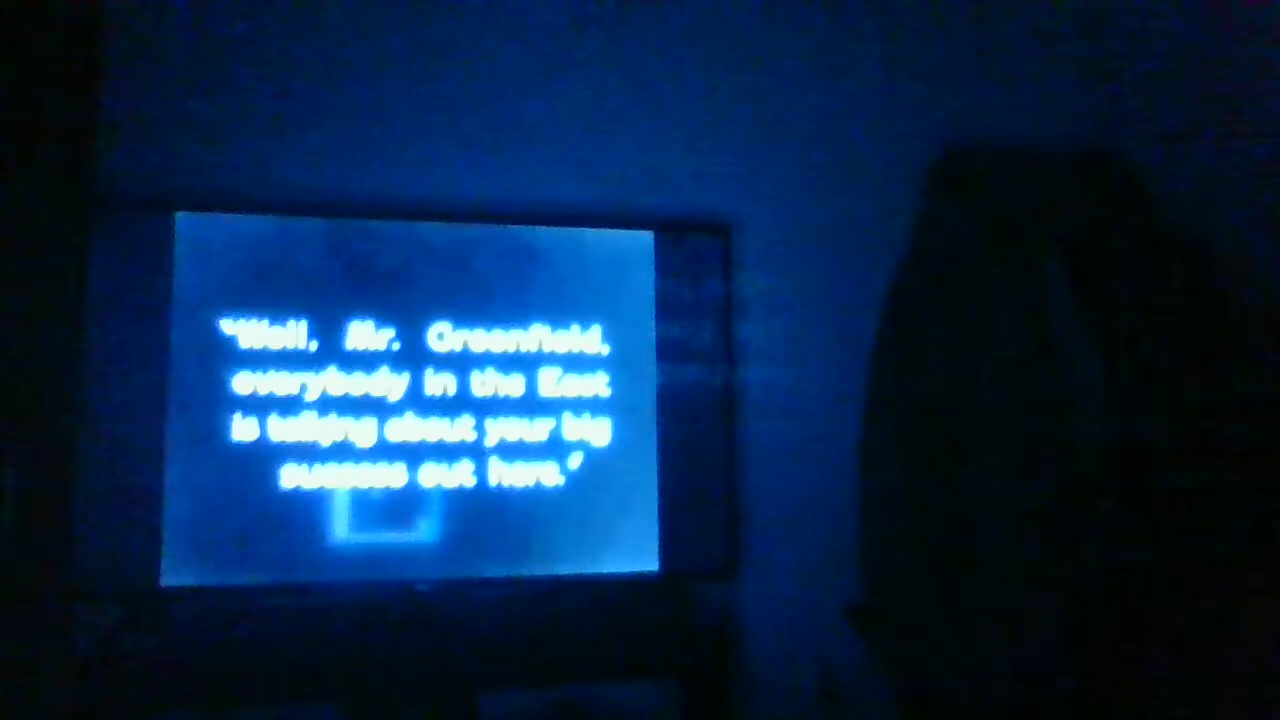 "Well, Mr. Greenfield,
everybody in the East
is talking about your big
success out here."